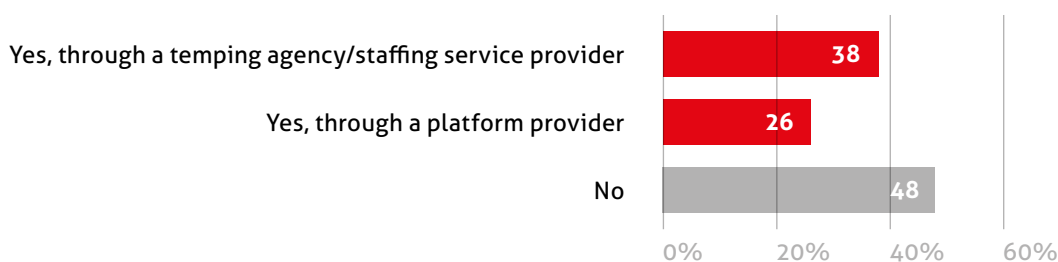 Yes, through a temping agency/staffing service provider 38
Yes, through a platform provider 26
No 48
0% 20% 40% 60%